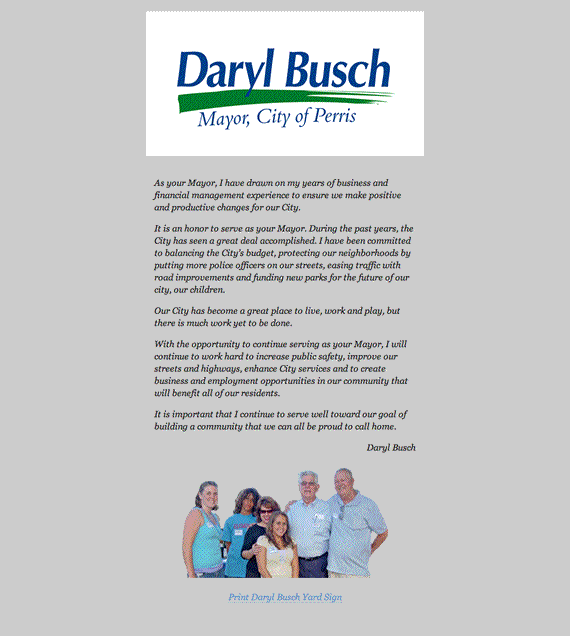 Daryl Busch
Mayor, City of Perris
As your Mayor, I have drawn on my years of business and
financial management experience to ensure we make positive
and productive changes for our City.
It is an honor to serve as your Mayor. During the past years, the
City has seen a great deal accomplished. I have been committed
to balancing the City's budget, protecting our neighborhoods by
putting more police officers on our streets, easing traffic with
road improvements and funding new parks for the future of our
city, our children.
Our City has become a great place to live, work and play, but
there is much work yet to be done.
With the opportunity to continue serving as your Mayor, I will
continue to work hard to increase public safety, improve our
streets and highways, enhance City services and to create
business and employment opportunities in our community that
will benefit all of our residents.
It is important that I continue to serve well toward our goal of
building a community that we can all be proud to call home.
Daryl Busch
Print Daryl Busch Yard Sign